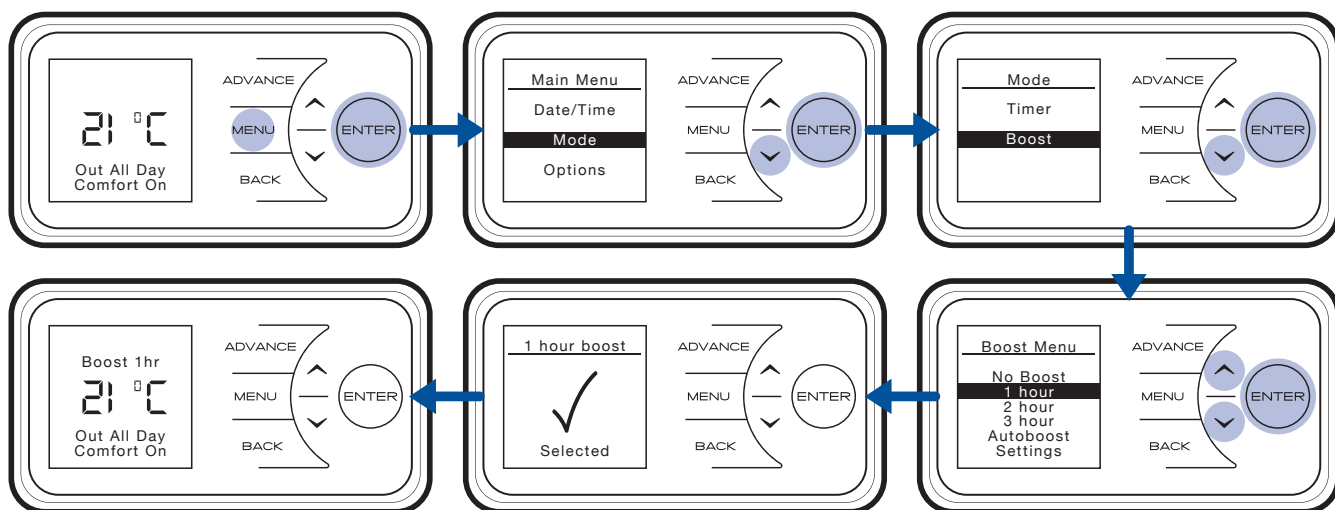 21 °C
Out All Day
Comfort On
ADVANCE
MENU
BACK
ENTER
Main Menu
Date/Time
Mode
Options
ADVANCE
MENU
BACK
ENTER
Mode
Timer
Boost
ADVANCE
MENU
BACK
ENTER
Boost 1hr
21 °C
Out All Day
Comfort On
ADVANCE
MENU
BACK
ENTER
1 hour boost
Selected
ADVANCE
MENU
BACK
ENTER
Boost Menu
No Boost
1 hour
2 hour
3 hour
Autoboost
Settings
ADVANCE
MENU
BACK
ENTER